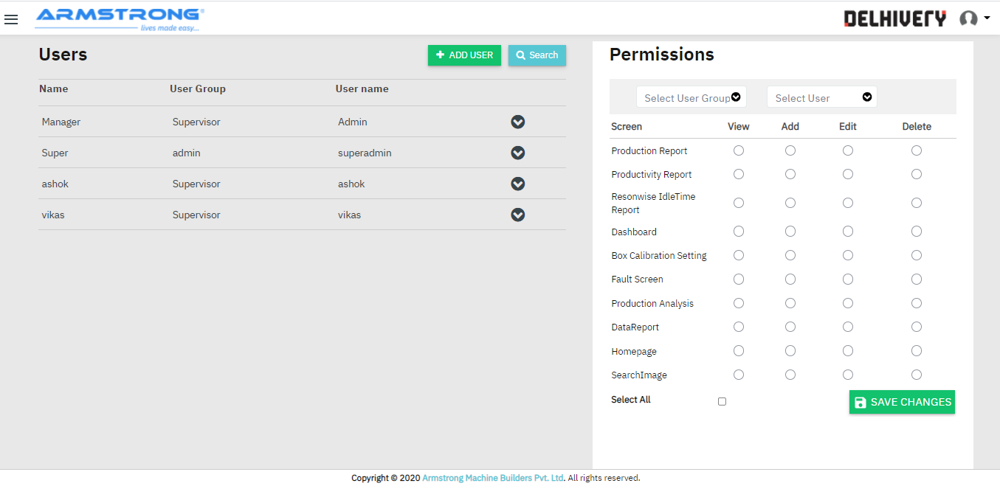 ARMSTRONG®
lives made easy...
DELHIVERY
Users
ADD USER
Search
Name User Group User name
Manager Supervisor Admin
Super admin superadmin
ashok Supervisor ashok
vikas Supervisor vikas
Permissions
Select User Group Select User
Screen View Add Edit Delete
Production Report
Productivity Report
Resonwise IdleTime
Report
Dashboard
Box Calibration Setting
Fault Screen
Production Analysis
DataReport
Homepage
SearchImage
Select All
SAVE CHANGES
Copyright © 2020 Armstrong Machine Builders Pvt. Ltd. All rights reserved.